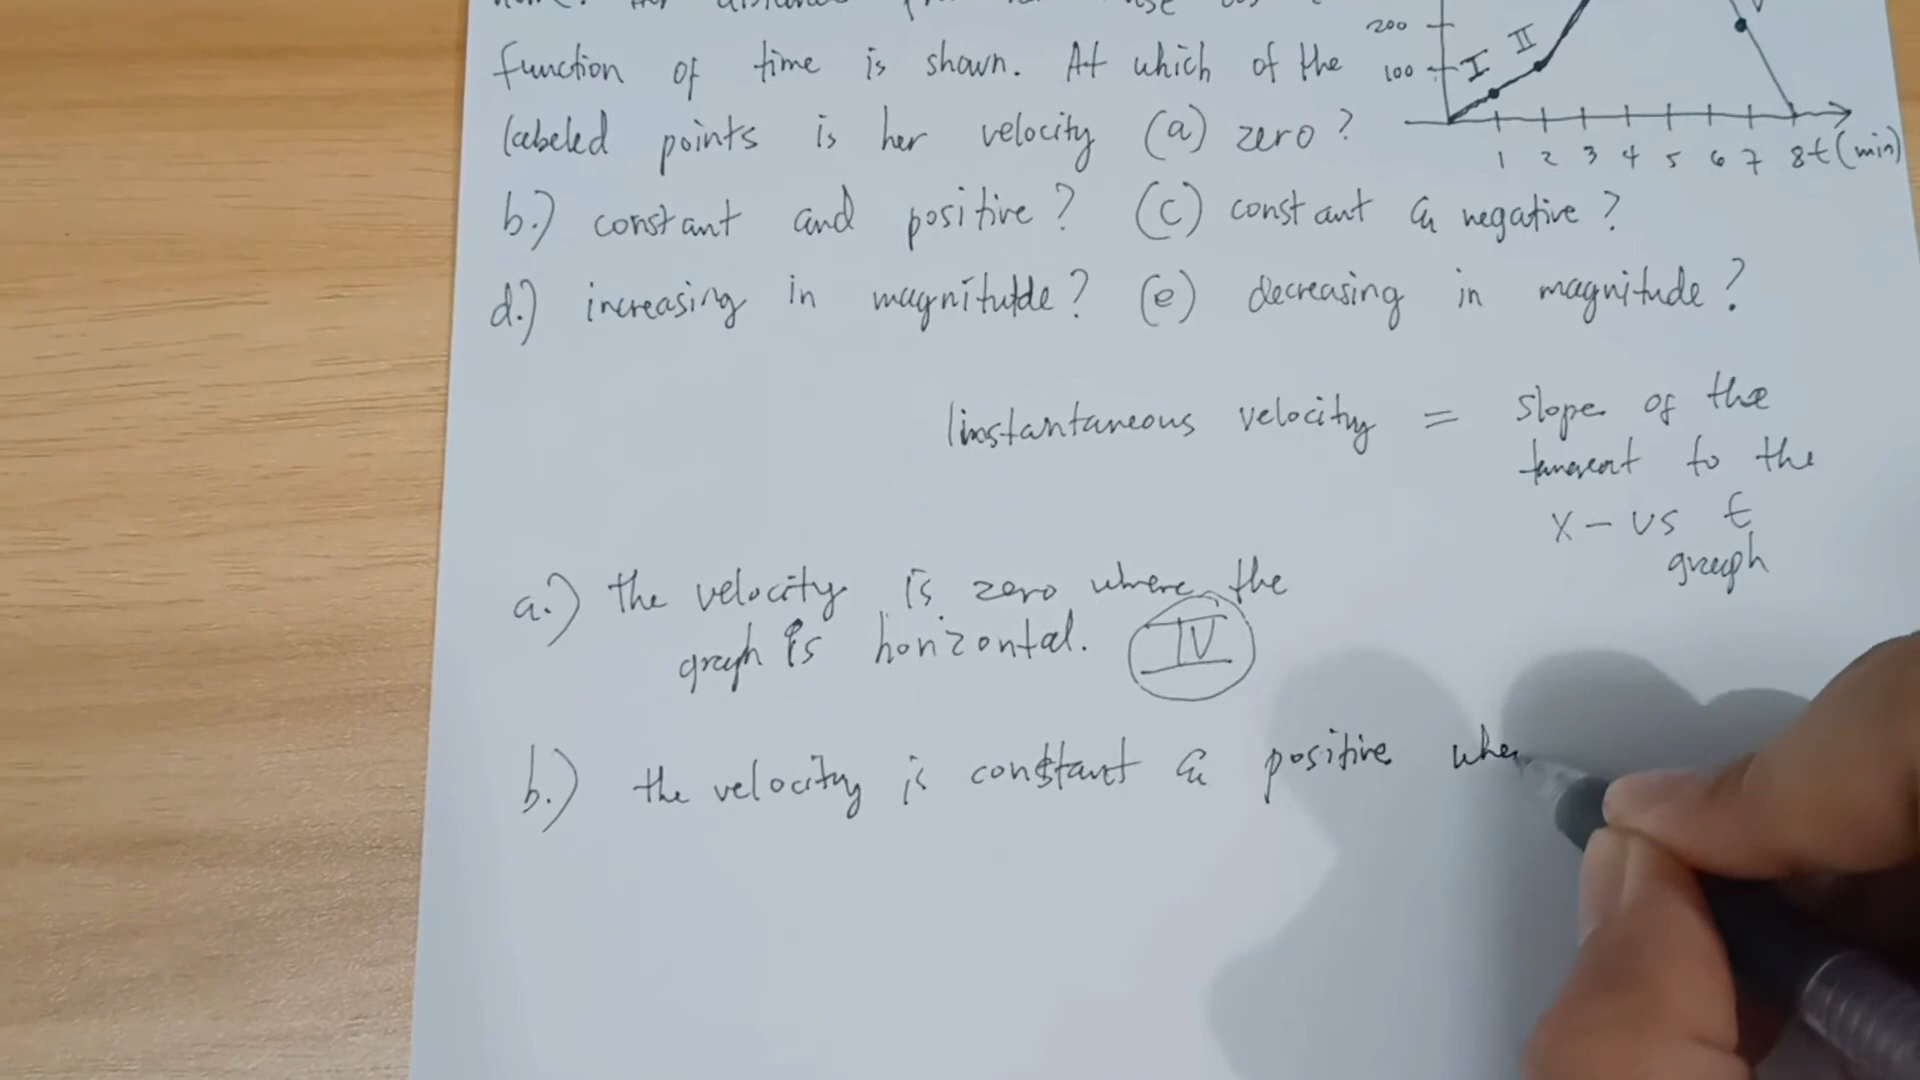 function of time is shown. At which of the
labeled points is her velocity (a) zero?
b.) constant and positive? (c) constant & negative?
d.) increasing in magnitutde? (e) decreasing in magnitude?
200
100
I II
1 2 3 4 5 6 7 8 t (min)
instantaneous velocity = slope of the
tangent to the
x - vs t
graph
a.) the velocity is zero where the
graph is horizontal. IV
b.) the velocity is constant & positive whe